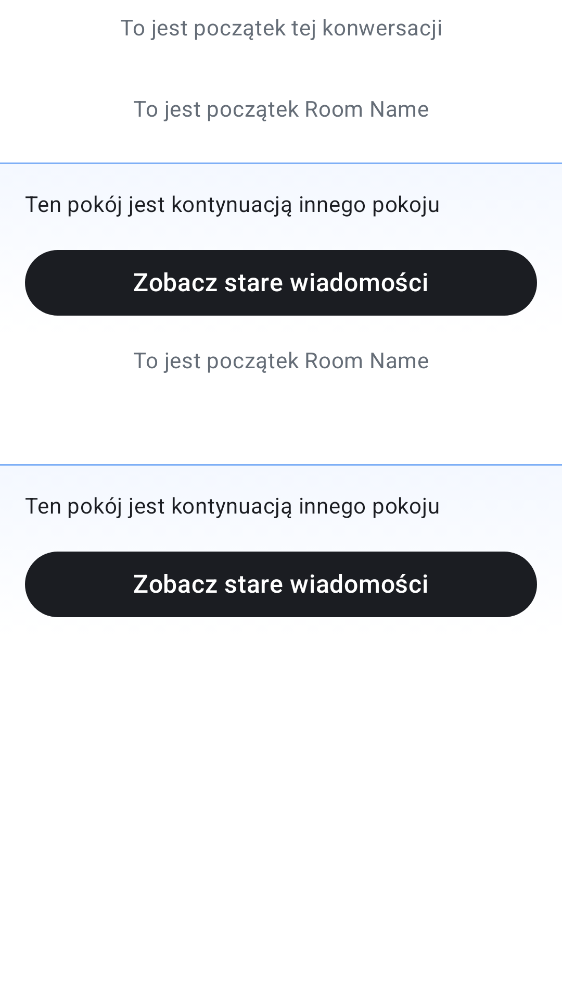 To jest początek tej konwersacji
To jest początek Room Name
Ten pokój jest kontynuacją innego pokoju
Zobacz stare wiadomości
To jest początek Room Name
Ten pokój jest kontynuacją innego pokoju
Zobacz stare wiadomości